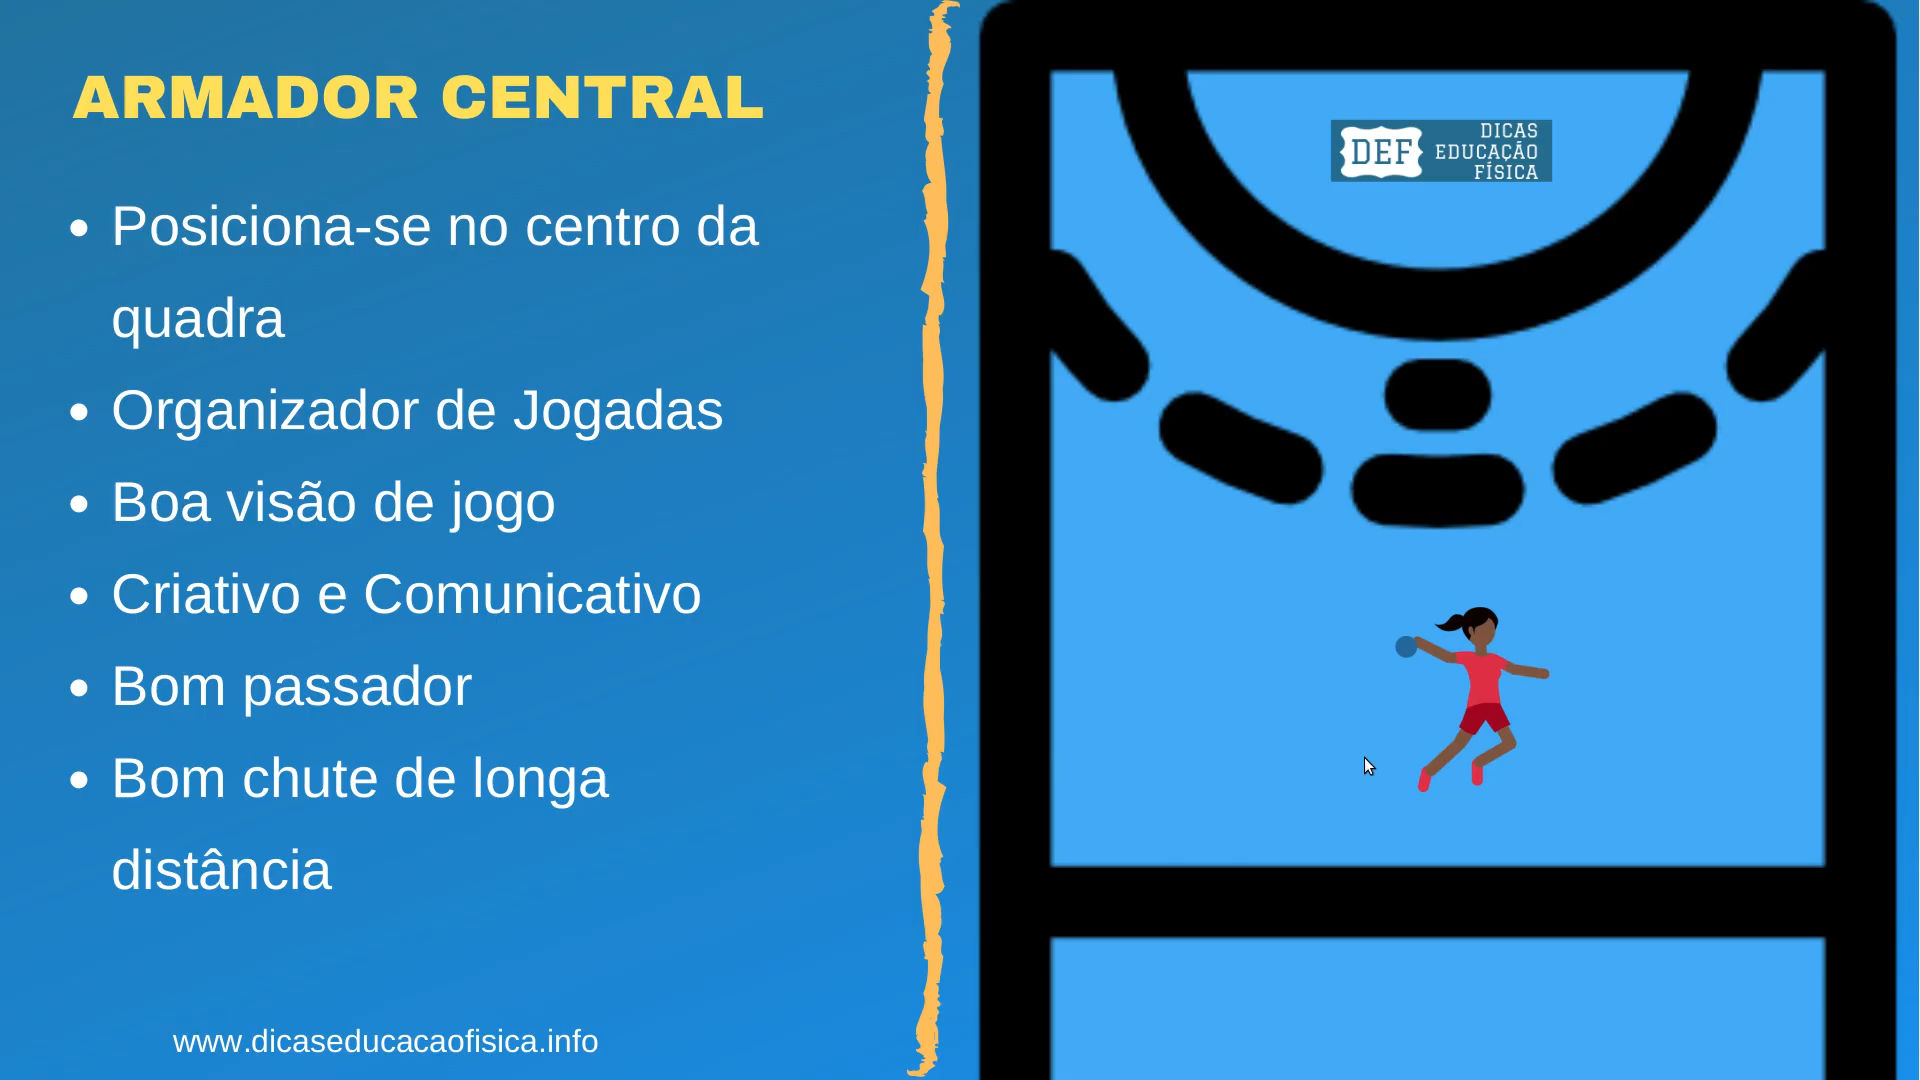 ARMADOR CENTRAL
• Posiciona-se no centro da
quadra
• Organizador de Jogadas
• Boa visão de jogo
• Criativo e Comunicativo
• Bom passador
• Bom chute de longa
distância
www.dicaseducacaofisica.info
DEF
DICAS
EDUCAÇÃO
FÍSICA